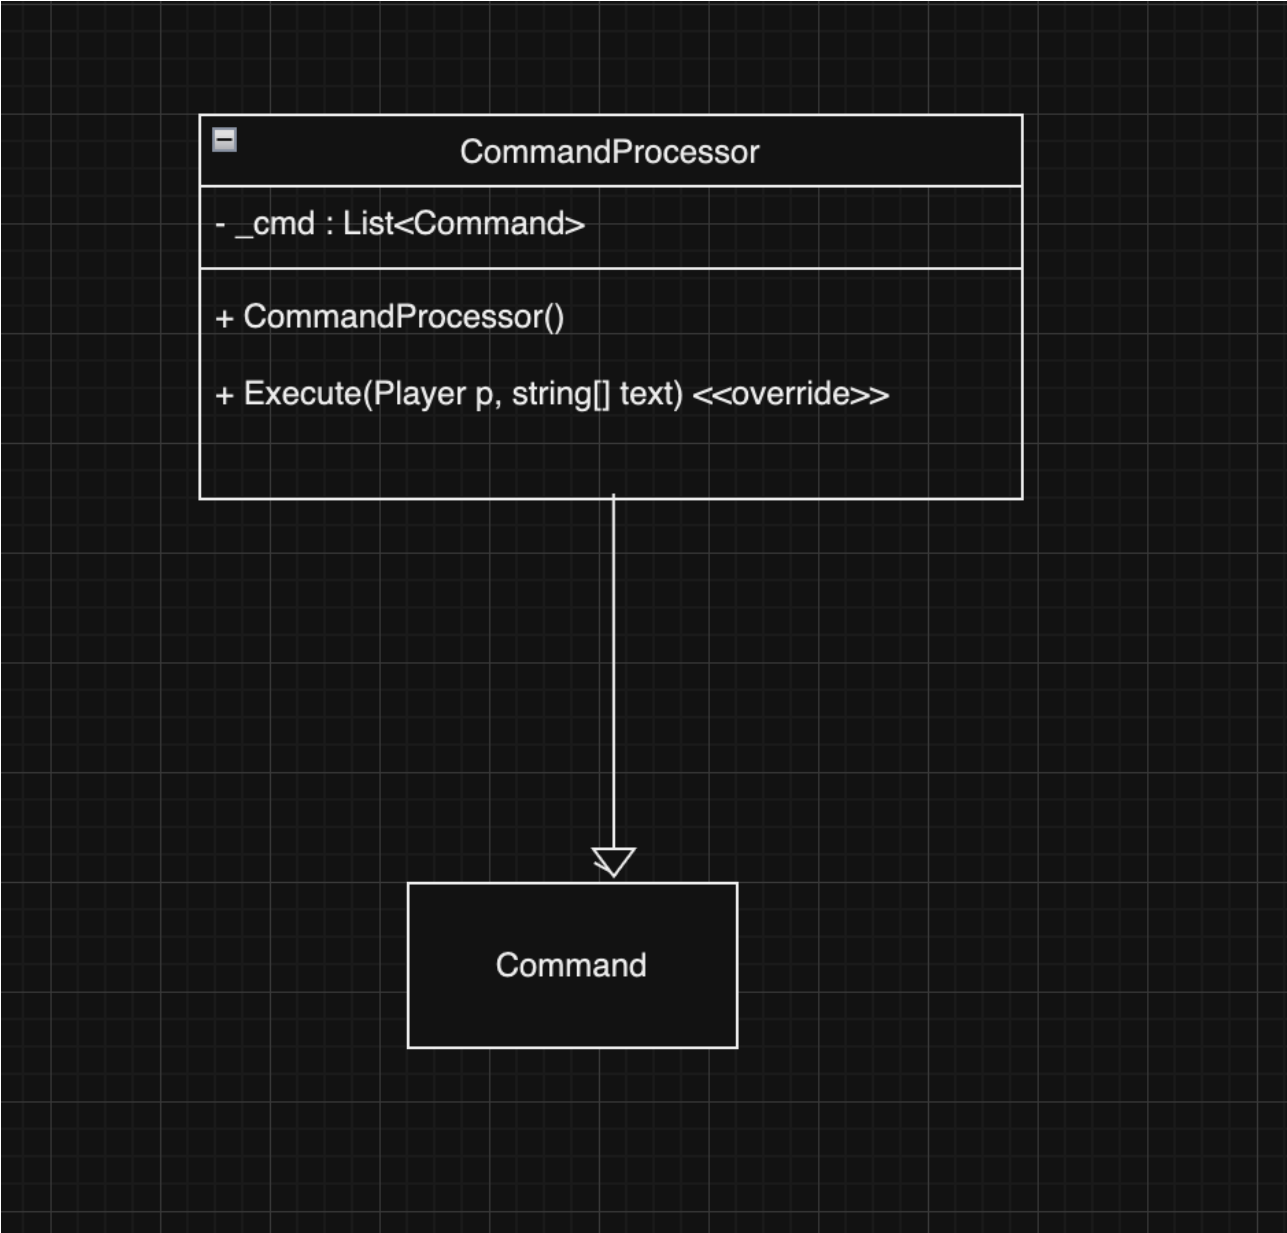 CommandProcessor
- _cmd : List<Command>
+ CommandProcessor()
+ Execute(Player p, string[] text) <<override>>
Command